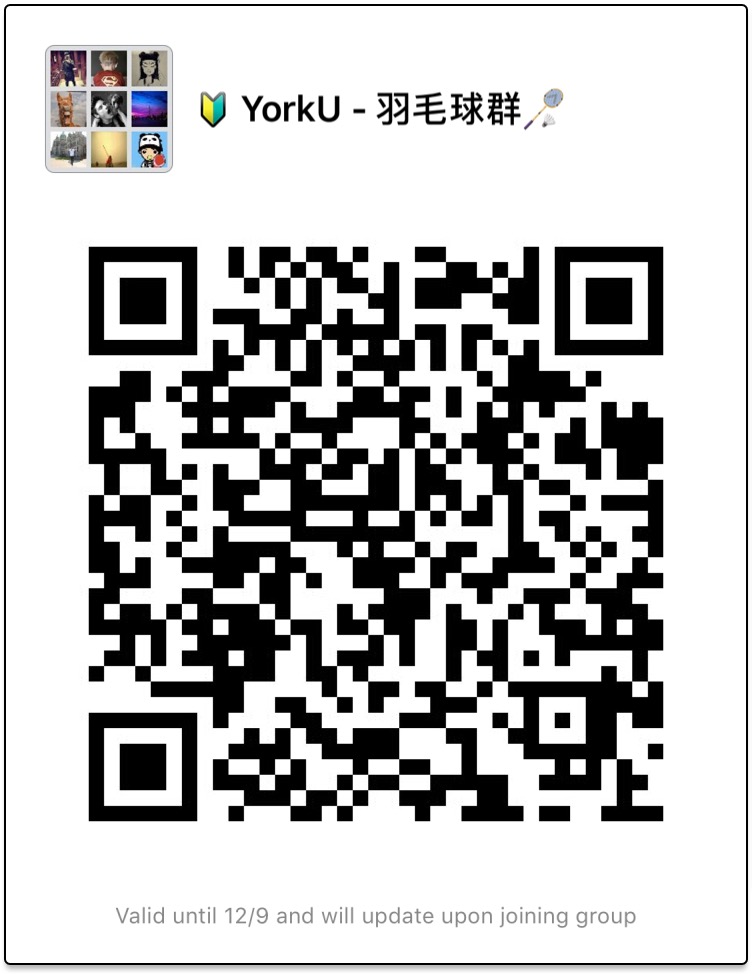 YorkU - 羽毛球群
Valid until 12/9 and will update upon joining group